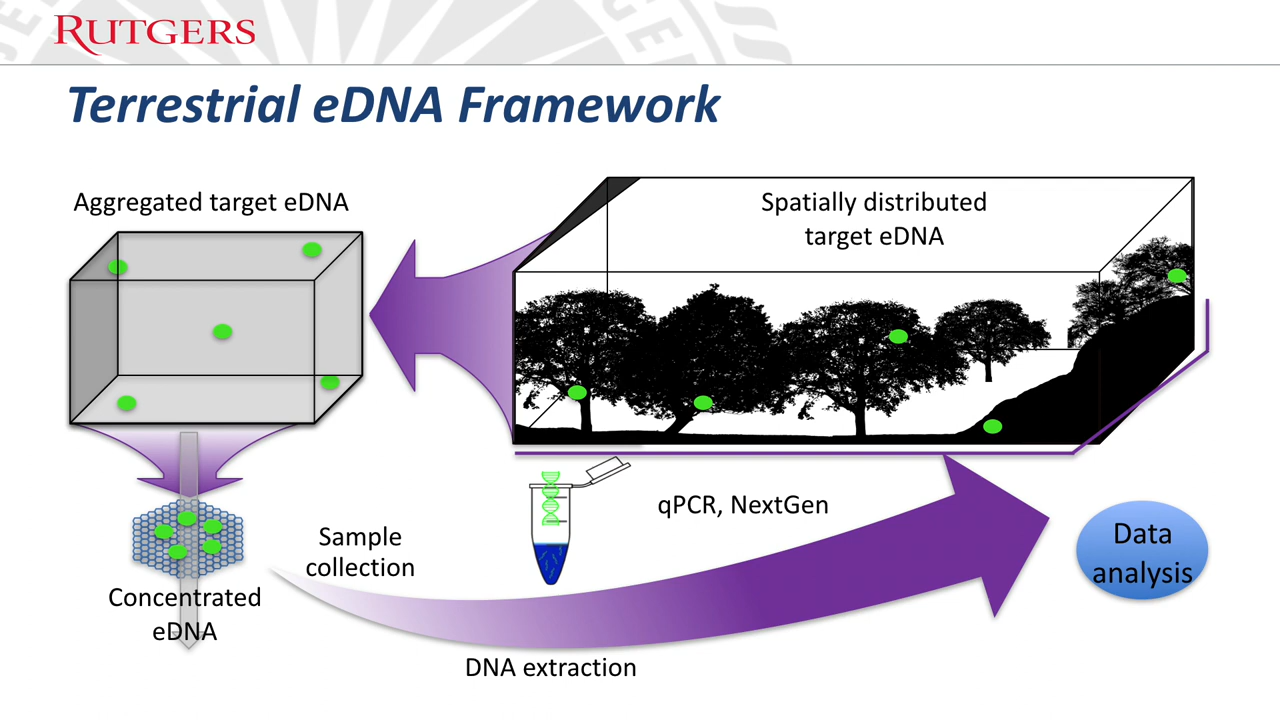 RUTGERS
Terrestrial eDNA Framework
Aggregated target eDNA
Spatially distributed
target eDNA
qPCR, NextGen
Sample
collection
Data
analysis
Concentrated
eDNA
DNA extraction